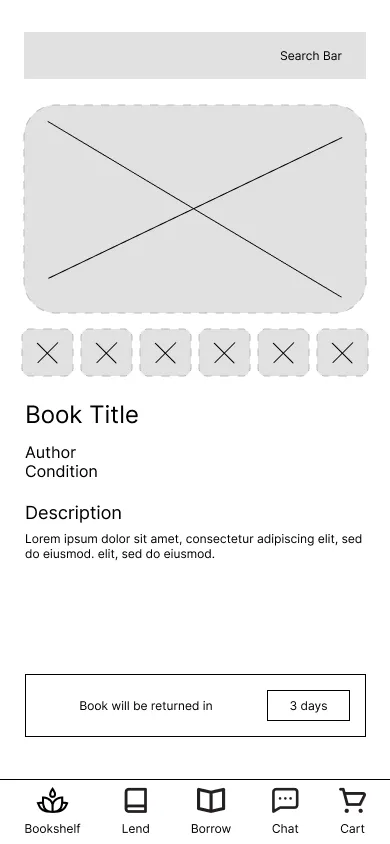 Search Bar
Book Title
Author
Condition
Description
Lorem ipsum dolor sit amet, consectetur adipiscing elit, sed
do eiusmod. elit, sed do eiusmod.
Book will be returned in
3 days
Bookshelf
Lend
Borrow
Chat
Cart